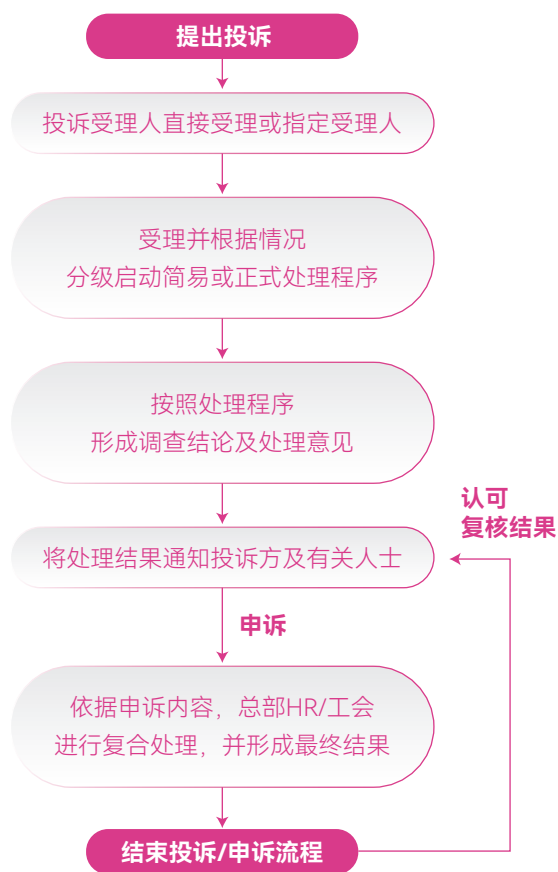 提出投诉
投诉受理人直接受理或指定受理人
受理并根据情况
分级启动简易或正式处理程序
按照处理程序
形成调查结论及处理意见
认可
复核结果
将处理结果通知投诉方及有关人士
申诉
依据申诉内容，总部HR/工会
进行复合处理，并形成最终结果
结束投诉/申诉流程